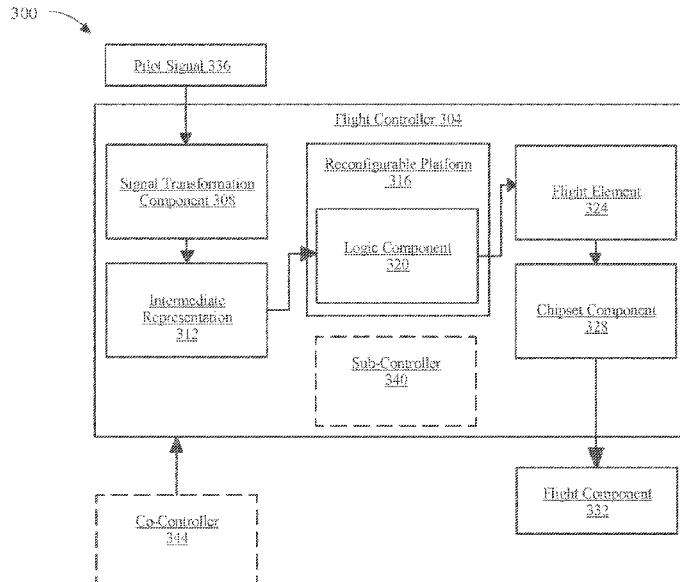 300
Pilot Signal 336
Flight Controller 304
Signal Transformation
Component 308
Reconfigurable Platform
316
Flight Element
324
Logic Component
320
Intermediate
Representation
312
Chipset Component
328
Sub-Controller
340
Flight Component
332
Co-Controller
344